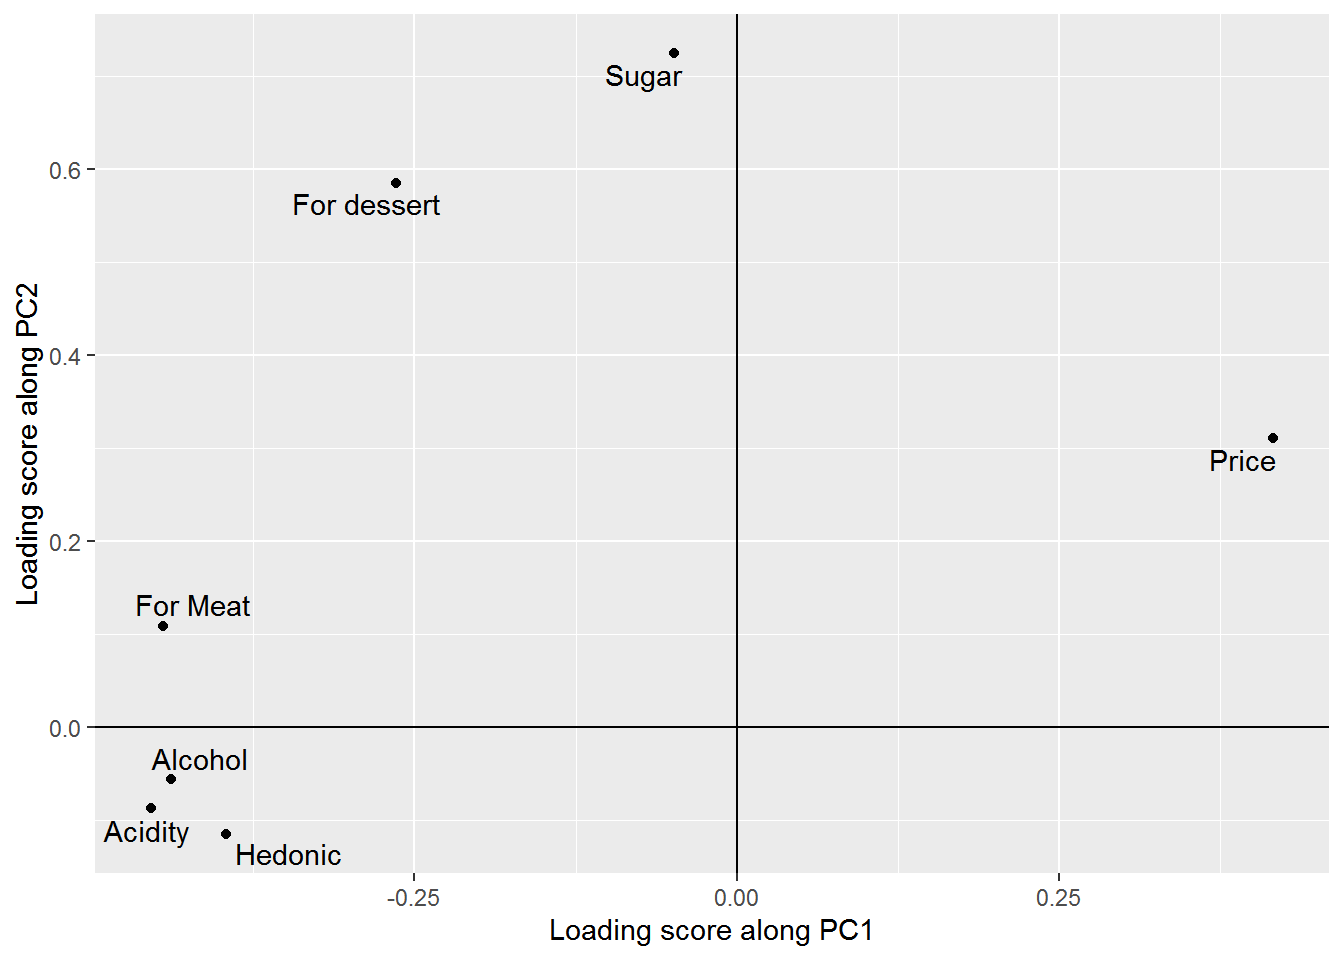 Sugar
0.6
For dessert
0.4
Price
0.2
For Meat
0.0
Alcohol
Acidity
Hedonic
-0.25
0.00
0.25
Loading score along PC1
Loading score along PC2